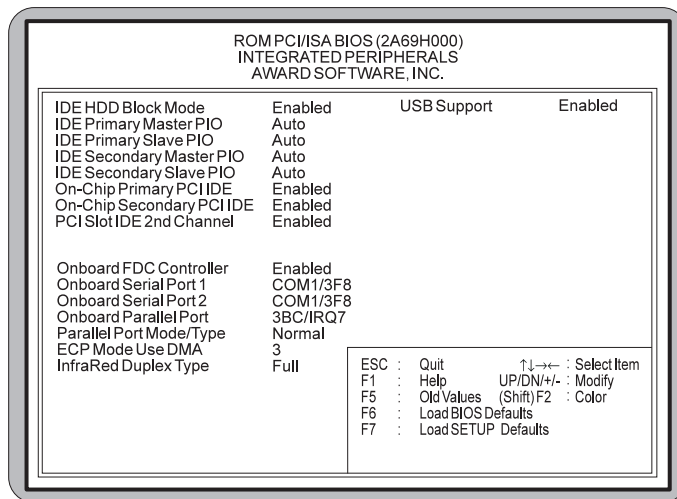 ROM PCI/ISA BIOS (2A69H000)
INTEGRATED PERIPHERALS
AWARD SOFTWARE, INC.
IDE HDD Block Mode Enabled USB Support Enabled
IDE Primary Master PIO Auto
IDE Primary Slave PIO Auto
IDE Secondary Master PIO Auto
IDE Secondary Slave PIO Auto
On-Chip Primary PCI IDE Enabled
On-Chip Secondary PCI IDE Enabled
PCI Slot IDE 2nd Channel Enabled
Onboard FDC Controller Enabled
Onboard Serial Port 1 COM1/3F8
Onboard Serial Port 2 COM1/3F8
Onboard Parallel Port 3BC/IRQ7
Parallel Port Mode/Type Normal
ECP Mode Use DMA 3
InfraRed Duplex Type Full
ESC : Quit ↑↓→← : Select Item
F1 : Help UP/DN/+/- : Modify
F5 : Old Values (Shift) F2 : Color
F6 : Load BIOS Defaults
F7 : Load SETUP Defaults